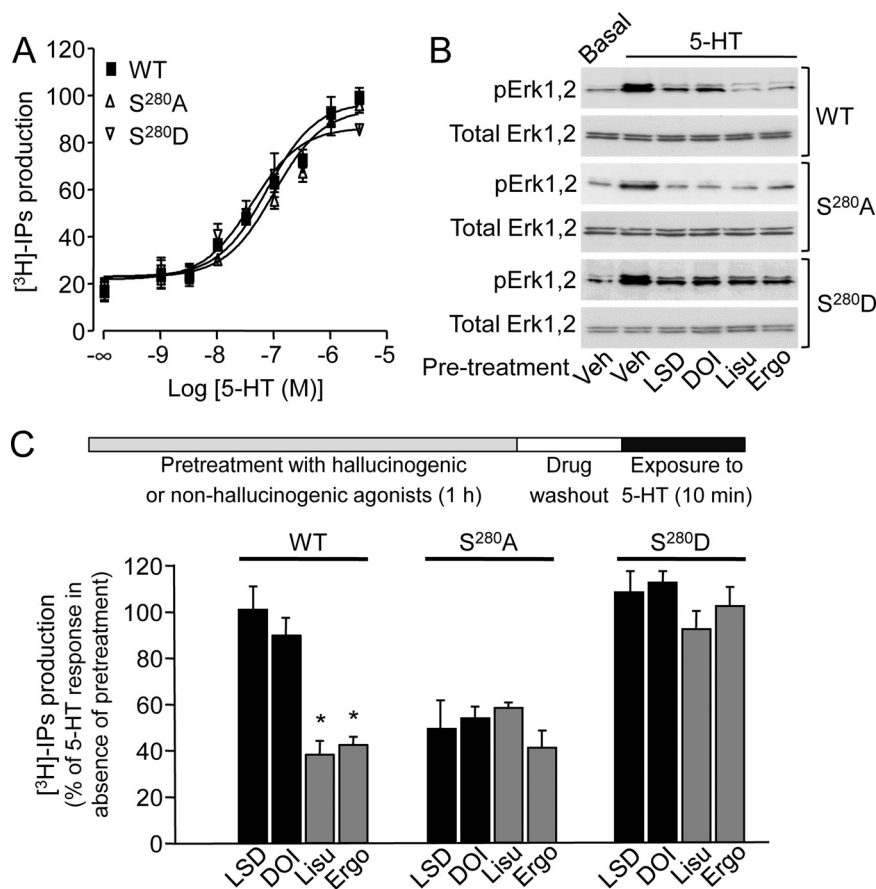 A
WT
S²⁸⁰A
S²⁸⁰D
[³H]-IPs production
120
100
80
60
40
20
0
-∞ -9 -8 -7 -6 -5
Log [5-HT (M)]
B
Basal
5-HT
pErk1,2
Total Erk1,2
WT
pErk1,2
Total Erk1,2
S²⁸⁰A
pErk1,2
Total Erk1,2
S²⁸⁰D
Pre-treatment Veh Veh LSD DOI Lisu Ergo
C
Pretreatment with hallucinogenic
or non-hallucinogenic agonists (1 h)
Drug
washout
Exposure to
5-HT (10 min)
WT S²⁸⁰A S²⁸⁰D
[³H]-IPs production
(% of 5-HT response in
absence of pretreatment)
120
100
80
60
40
20
0
* *
LSD DOI Lisu Ergo LSD DOI Lisu Ergo LSD DOI Lisu Ergo